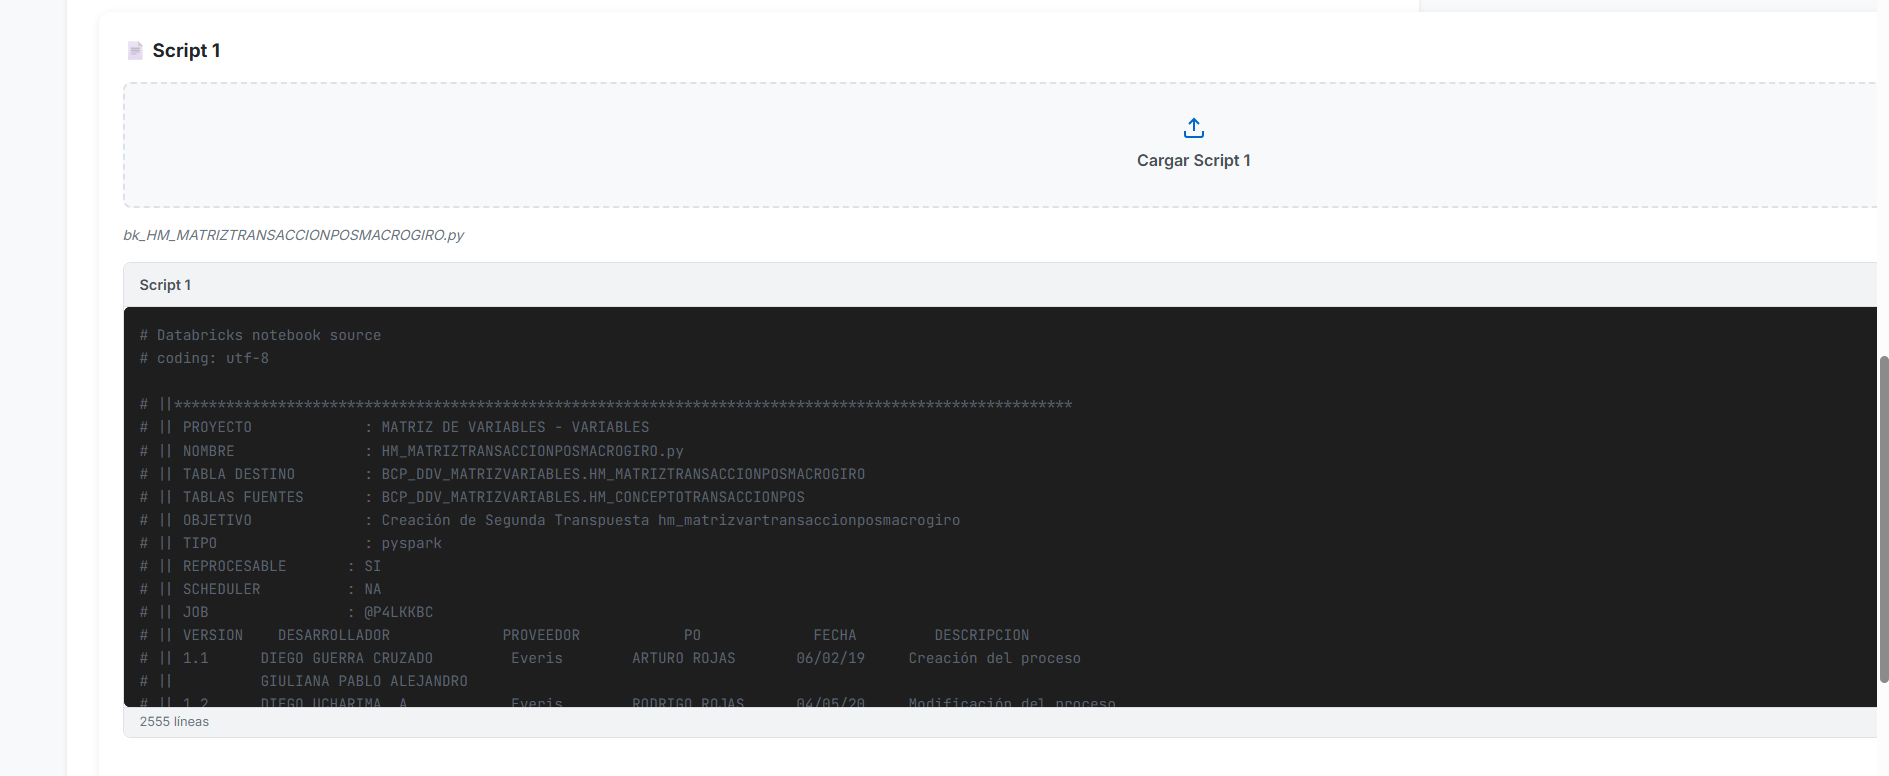 Script 1
Cargar Script 1
bk_HM_MATRIZTRANSACCIONPOSMACROGIRO.py
Script 1
# Databricks notebook source
# coding: utf-8
# ||********************************************************************************************************
# || PROYECTO : MATRIZ DE VARIABLES - VARIABLES
# || NOMBRE : HM_MATRIZTRANSACCIONPOSMACROGIRO.py
# || TABLA DESTINO : BCP_DDV_MATRIZVARIABLES.HM_MATRIZTRANSACCIONPOSMACROGIRO
# || TABLAS FUENTES : BCP_DDV_MATRIZVARIABLES.HM_CONCEPTOTRANSACCIONPOS
# || OBJETIVO : Creación de Segunda Transpuesta hm_matrizvartransaccionposmacrogiro
# || TIPO : pyspark
# || REPROCESABLE : SI
# || SCHEDULER : NA
# || JOB : @P4LKKBC
# || VERSION DESARROLLADOR PROVEEDOR PO FECHA DESCRIPCION
# || 1.1 DIEGO GUERRA CRUZADO Everis ARTURO ROJAS 06/02/19 Creación del proceso
# || GIULIANA PABLO ALEJANDRO
# || 1.2 DIEGO UCHARIMA A Everis RODRIGO ROJAS 04/05/20 Modificación del proceso
2555 líneas